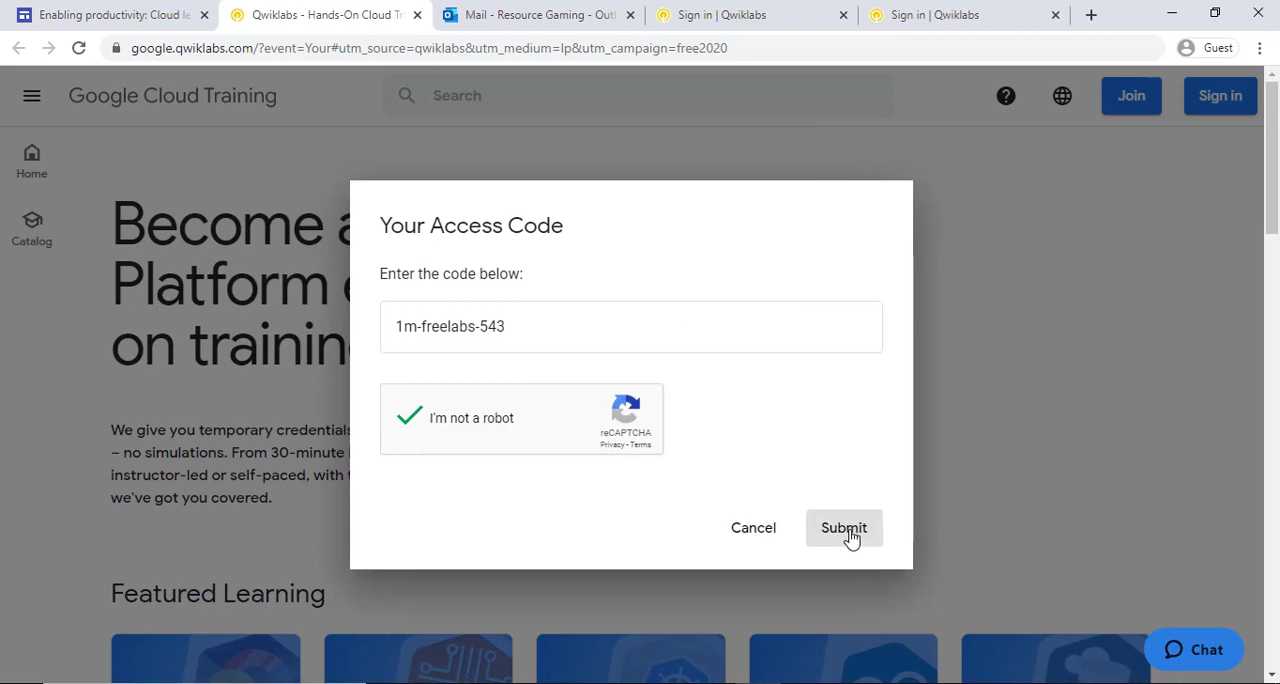 Enabling productivity: Cloud le
Qwiklabs - Hands-On Cloud Tr
Mail - Resource Gaming - Outl
Sign in | Qwiklabs
Sign in | Qwiklabs
google.qwiklabs.com/?event=Your#utm_source=qwiklabs&utm_medium=lp&utm_campaign=free2020
Guest
Google Cloud Training
Search
Join
Sign in
Home
Catalog
Become a
Platform e
on training
Your Access Code
Enter the code below:
1m-freelabs-543
I'm not a robot
reCAPTCHA
Privacy - Terms
Cancel
Submit
We give you temporary credentials
– no simulations. From 30-minute
instructor-led or self-paced, with
we've got you covered.
Featured Learning
Chat